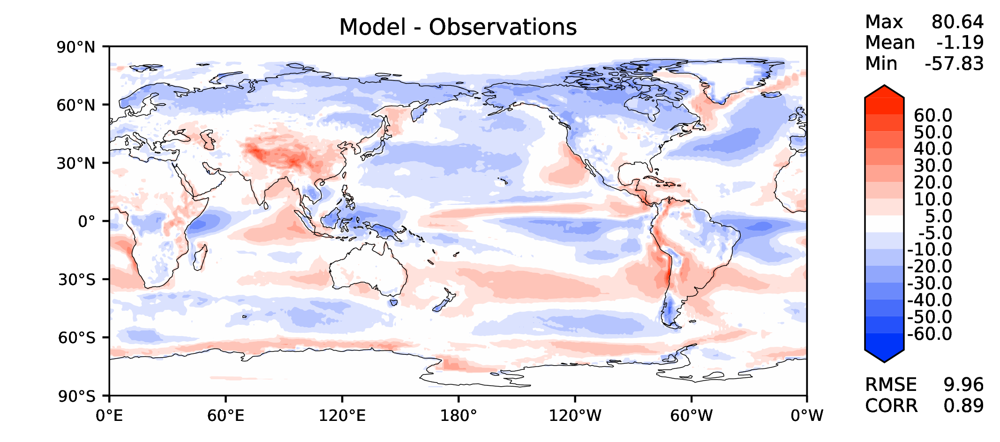 Model - Observations
Max 80.64
Mean -1.19
Min -57.83
90°N
60°N
30°N
0°
30°S
60°S
90°S
0°E 60°E 120°E 180° 120°W 60°W 0°W
60.0
50.0
40.0
30.0
20.0
10.0
5.0
-5.0
-10.0
-20.0
-30.0
-40.0
-50.0
-60.0
RMSE 9.96
CORR 0.89